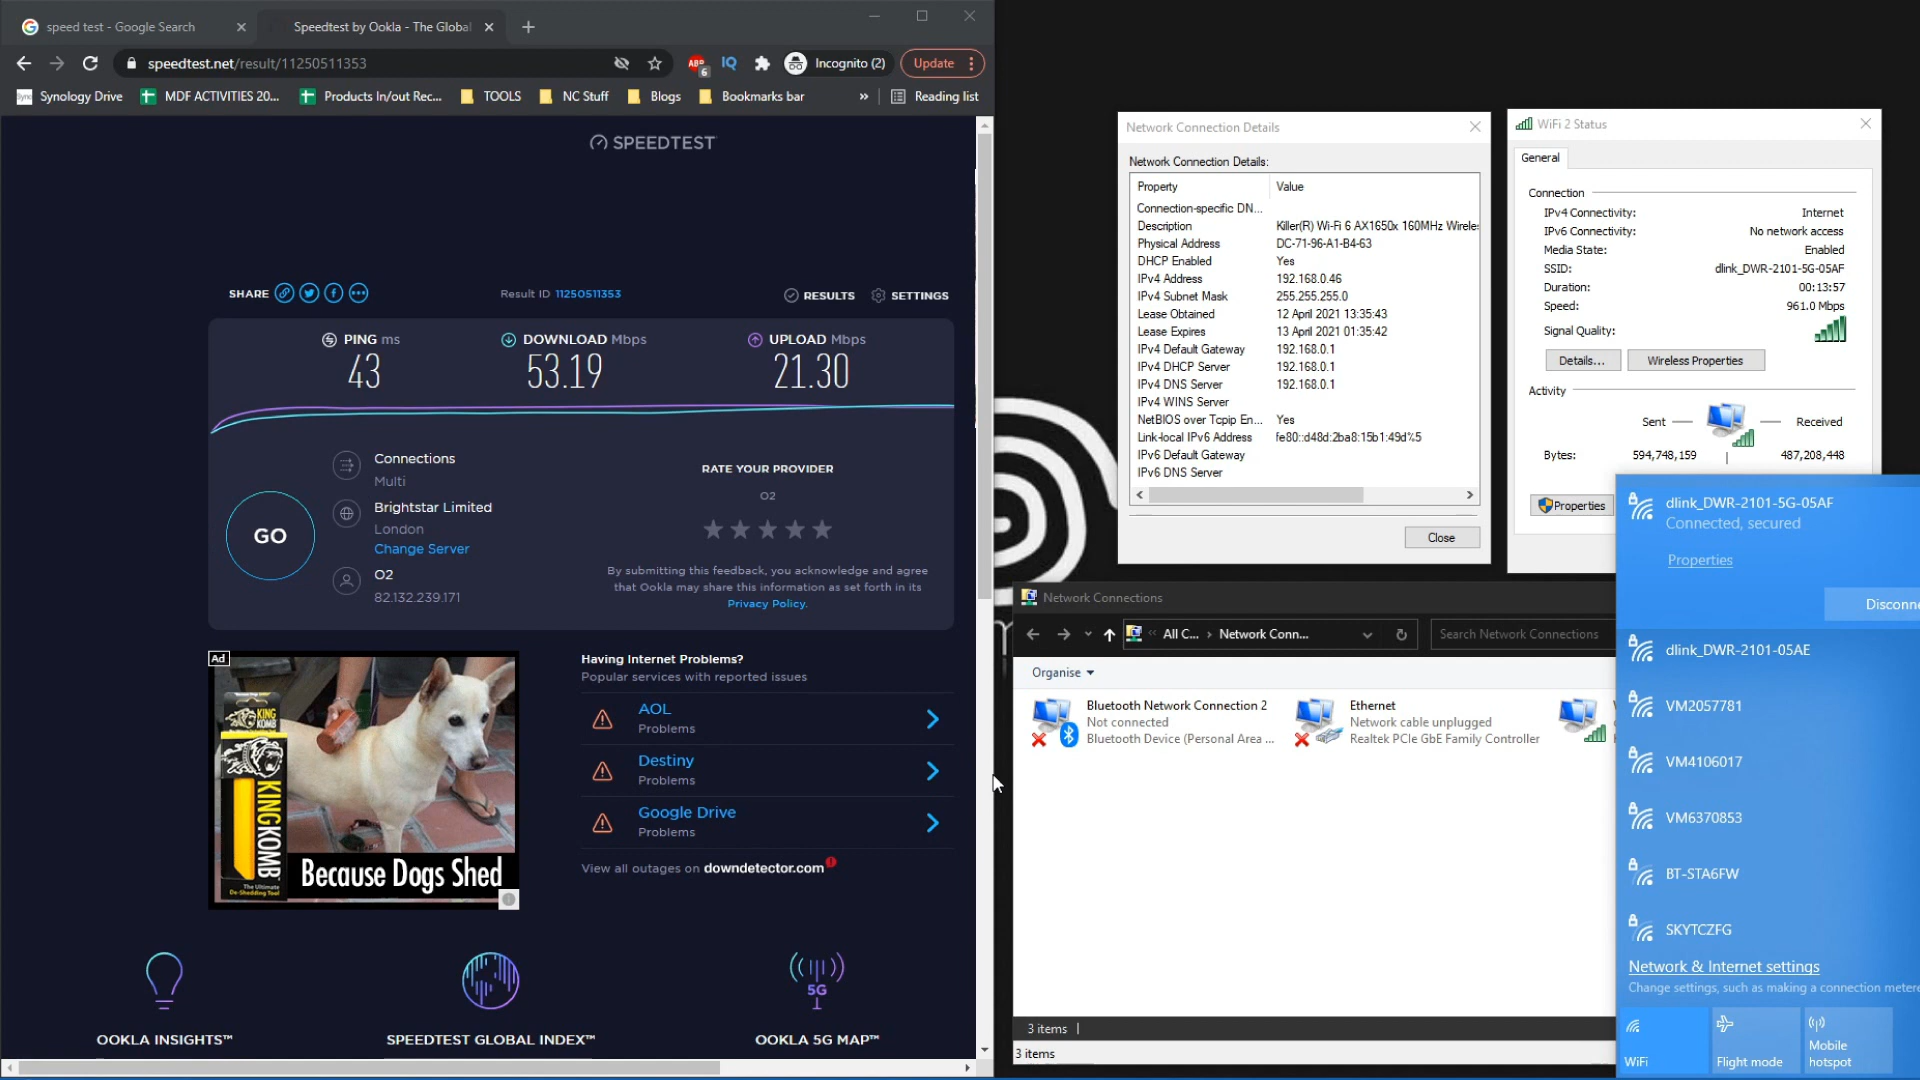 speed test - Google Search
Speedtest by Ookla - The Global
speedtest.net/result/11250511353
ABP
6
IQ
Incognito (2)
Update
Synology Drive
MDF ACTIVITIES 20...
Products In/out Rec...
TOOLS
NC Stuff
Blogs
Bookmarks bar
»
Reading list
SPEEDTEST
SHARE
Result ID 11250511353
RESULTS
SETTINGS
PING ms
43
DOWNLOAD Mbps
53.19
UPLOAD Mbps
21.30
GO
Connections
Multi
Brightstar Limited
London
Change Server
O2
82.132.239.171
RATE YOUR PROVIDER
O2
By submitting this feedback, you acknowledge and agree
that Ookla may share this information as set forth in its
Privacy Policy.
Ad
KING KOMB
KINGKOMB
The Ultimate
De-Shedding Tool
Because Dogs Shed
Having Internet Problems?
Popular services with reported issues
AOL
Problems
Destiny
Problems
Google Drive
Problems
View all outages on downdetector.com
OOKLA INSIGHTS™
SPEEDTEST GLOBAL INDEX™
5G
OOKLA 5G MAP™
Network Connection Details
Network Connection Details:
Property Value
Connection-specific DN...
Description Killer(R) Wi-Fi 6 AX1650x 160MHz Wirele
Physical Address DC-71-96-A1-B4-63
DHCP Enabled Yes
IPv4 Address 192.168.0.46
IPv4 Subnet Mask 255.255.255.0
Lease Obtained 12 April 2021 13:35:43
Lease Expires 13 April 2021 01:35:42
IPv4 Default Gateway 192.168.0.1
IPv4 DHCP Server 192.168.0.1
IPv4 DNS Server 192.168.0.1
IPv4 WINS Server
NetBIOS over Tcpip En... Yes
Link-local IPv6 Address fe80::d48d:2ba8:15b1:49d%5
IPv6 Default Gateway
IPv6 DNS Server
Close
WiFi 2 Status
General
Connection
IPv4 Connectivity: Internet
IPv6 Connectivity: No network access
Media State: Enabled
SSID: dlink_DWR-2101-5G-05AF
Duration: 00:13:57
Speed: 961.0 Mbps
Signal Quality:
Details...
Wireless Properties
Activity
Sent
Received
Bytes: 594,748,159 487,208,448
Properties
Network Connections
« All C... › Network Conn...
Search Network Connections
Organise
Bluetooth Network Connection 2
Not connected
Bluetooth Device (Personal Area ...
Ethernet
Network cable unplugged
Realtek PCIe GbE Family Controller
3 items
3 items
dlink_DWR-2101-5G-05AF
Connected, secured
Properties
Disconne
dlink_DWR-2101-05AE
VM2057781
VM4106017
VM6370853
BT-STA6FW
SKYTCZFG
Network & Internet settings
Change settings, such as making a connection metere
WiFi
Flight mode
Mobile
hotspot